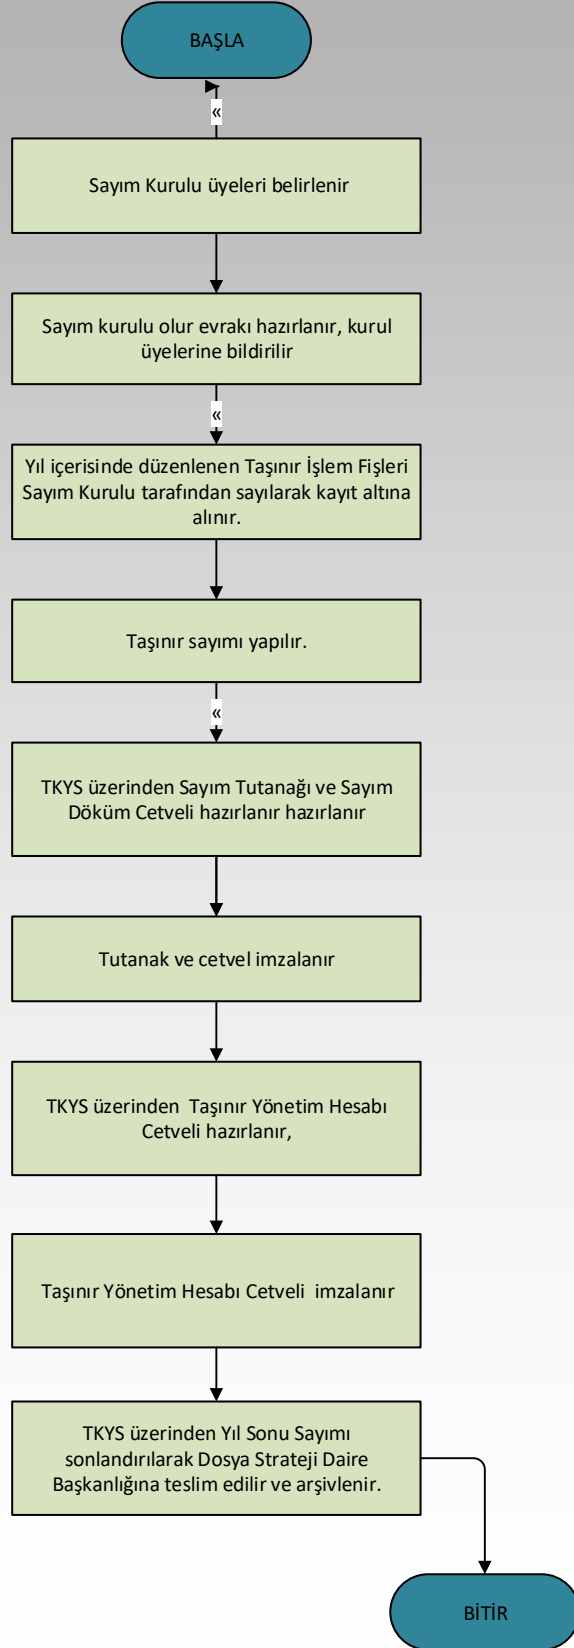 BAŞLA
«
Sayım Kurulu üyeleri belirlenir
Sayım kurulu olur evrakı hazırlanır, kurul
üyelerine bildirilir
«
Yıl içerisinde düzenlenen Taşınır İşlem Fişleri
Sayım Kurulu tarafından sayılarak kayıt altına
alınır.
Taşınır sayımı yapılır.
«
TKYS üzerinden Sayım Tutanağı ve Sayım
Döküm Cetveli hazırlanır hazırlanır
Tutanak ve cetvel imzalanır
TKYS üzerinden  Taşınır Yönetim Hesabı
Cetveli hazırlanır,
Taşınır Yönetim Hesabı Cetveli  imzalanır
TKYS üzerinden Yıl Sonu Sayımı
sonlandırılarak Dosya Strateji Daire
Başkanlığına teslim edilir ve arşivlenir.
BİTİR